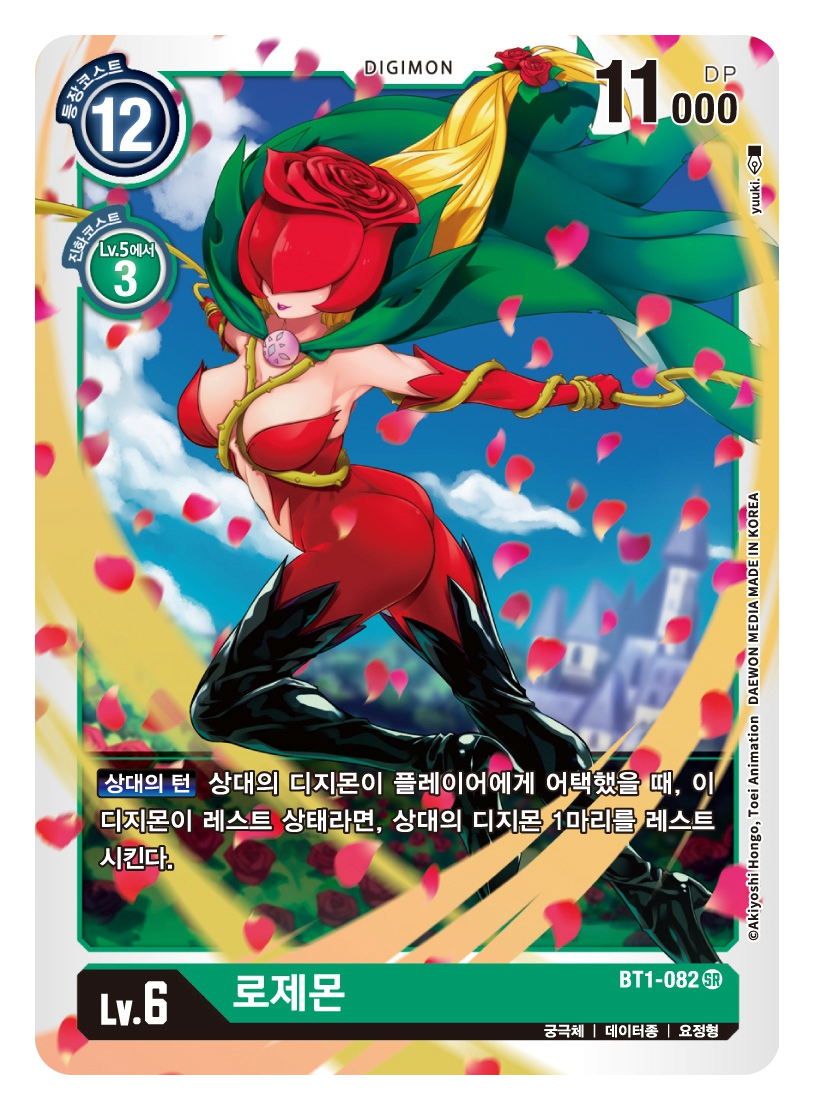 DIGIMON
등장코스트
12
DP
11000
yuuki.
진화코스트
Lv.5에서
3
상대의 턴 상대의 디지몬이 플레이어에게 어택했을 때, 이
디지몬이 레스트 상태라면, 상대의 디지몬 1마리를 레스트
시킨다.
©Akiyoshi Hongo, Toei Animation DAEWON MEDIA MADE IN KOREA
BT1-082 SR
Lv.6
로제몬
궁극체 | 데이터종 | 요정형